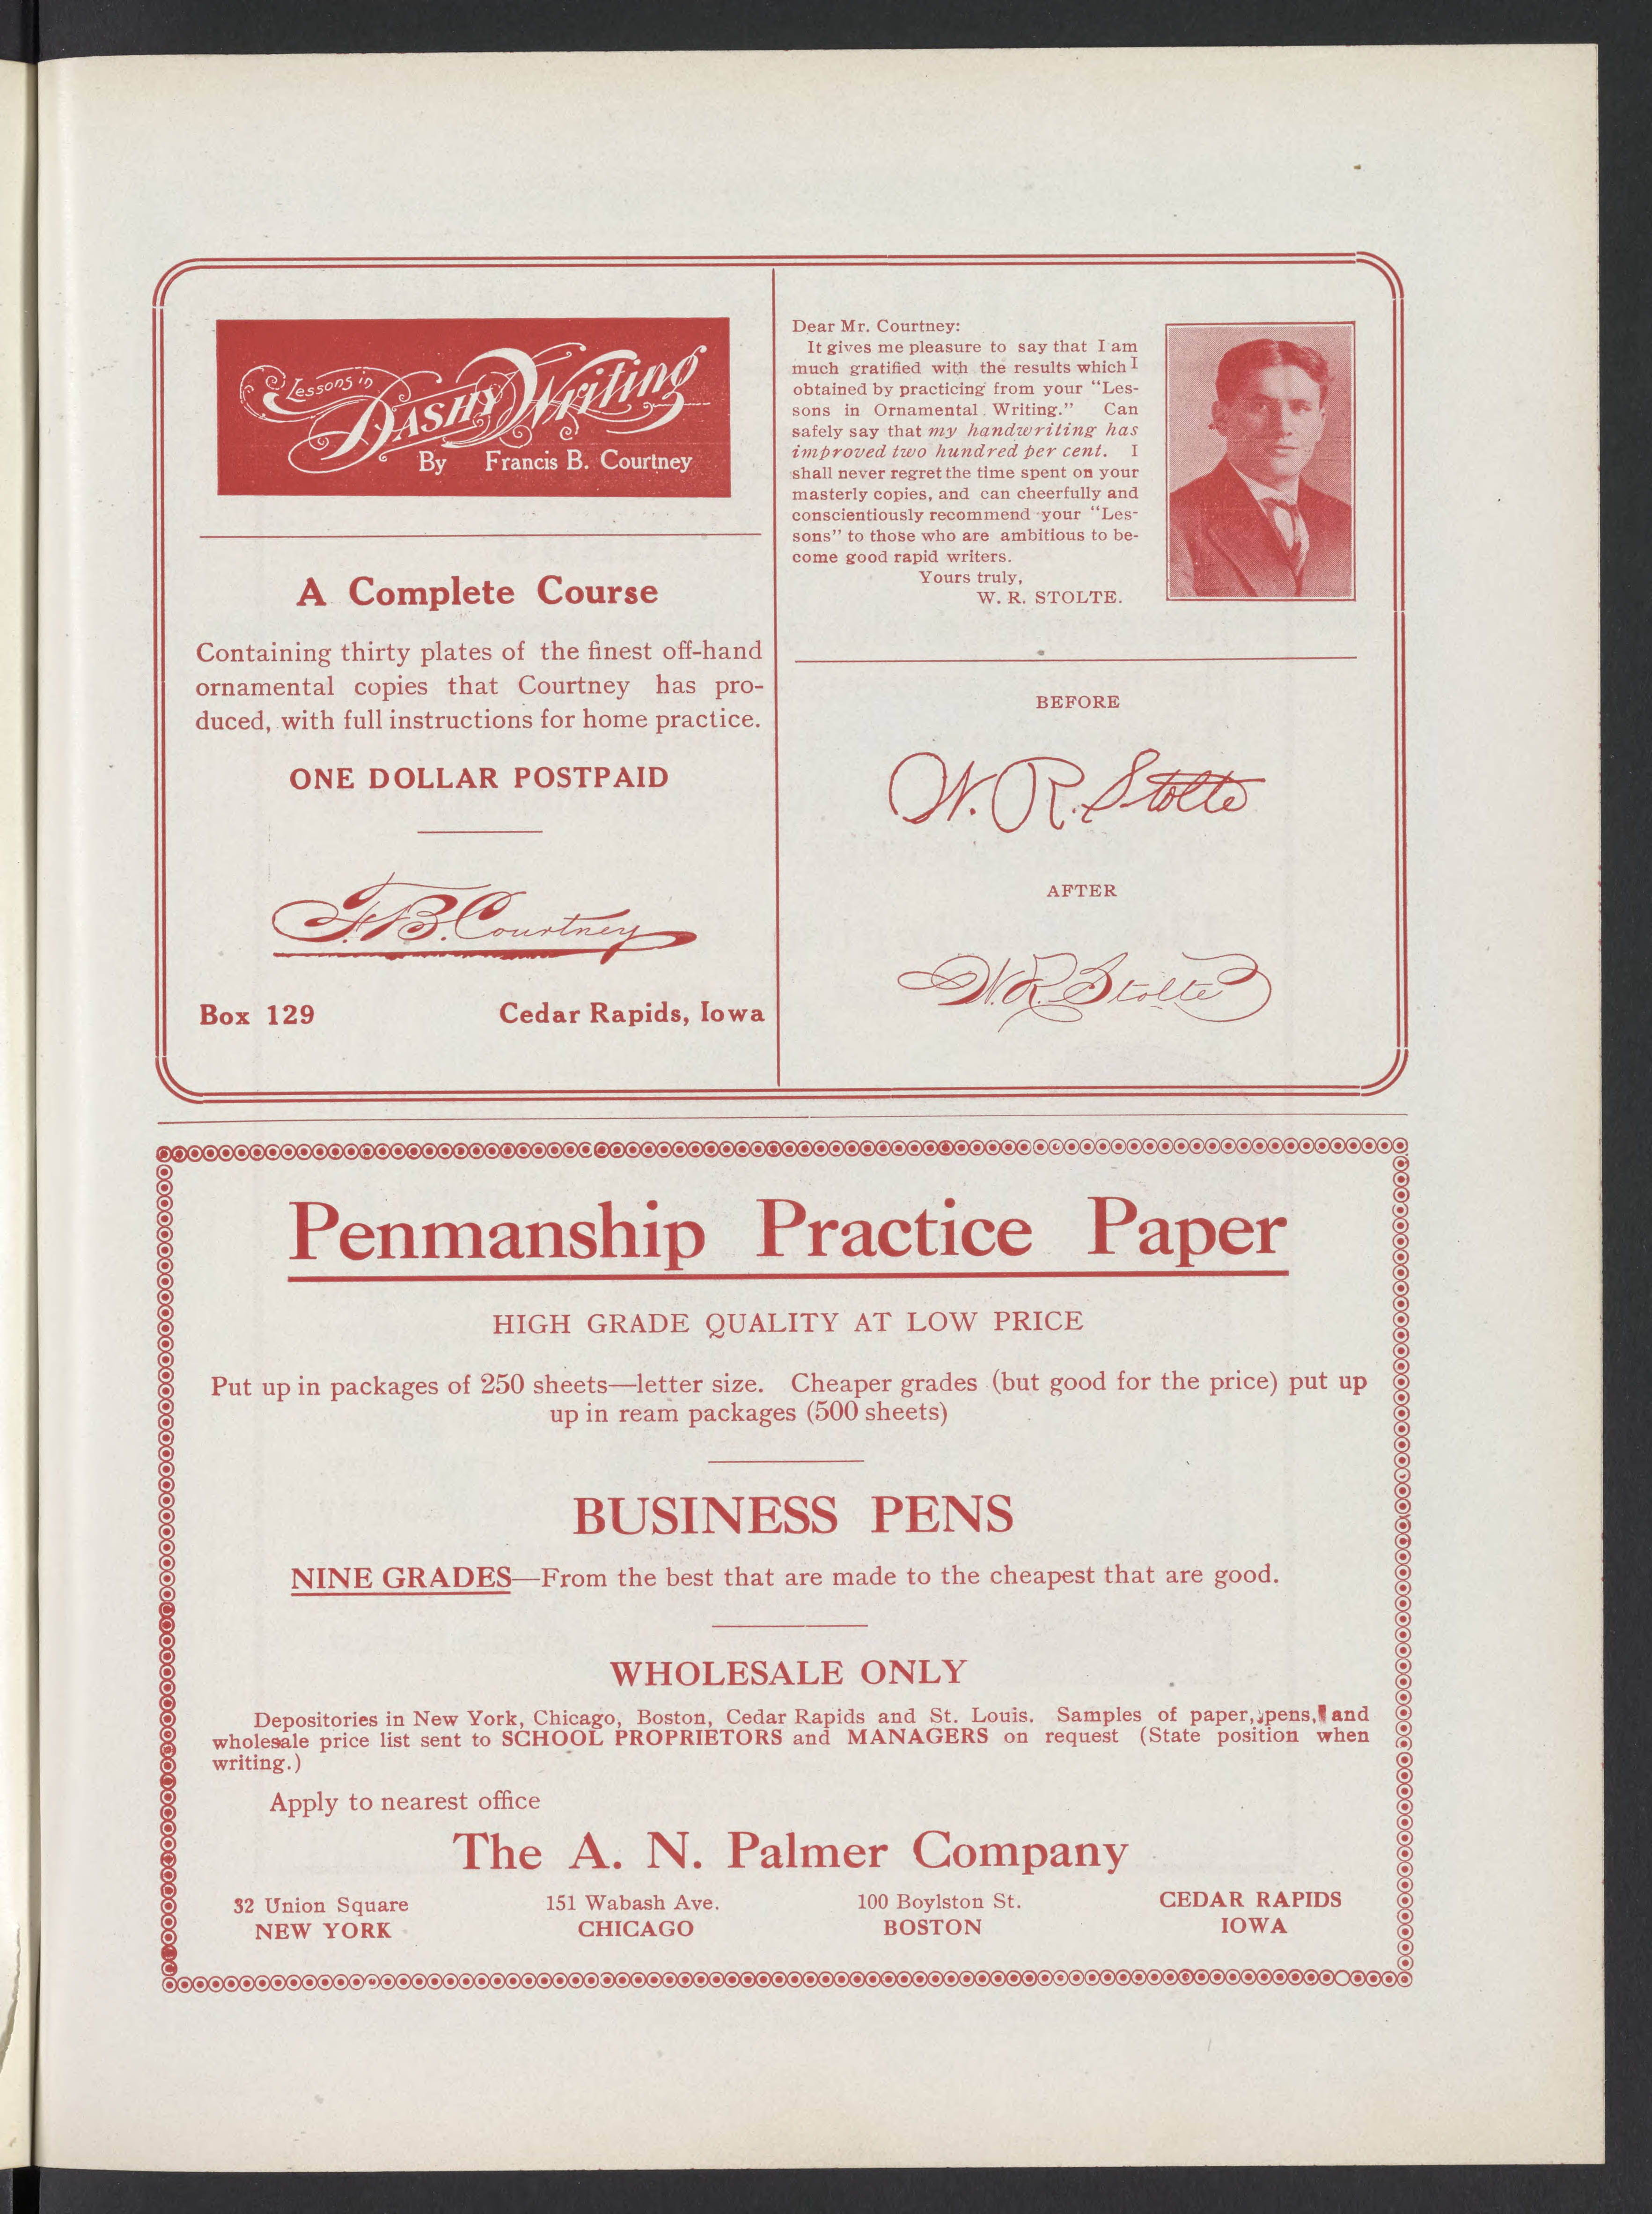 Lessons in
DASHY Writing
By Francis B. Courtney
A Complete Course
Containing thirty plates of the finest off-hand
ornamental copies that Courtney has pro-
duced, with full instructions for home practice.
ONE DOLLAR POSTPAID
F. B. Courtney
Box 129 Cedar Rapids, Iowa
Dear Mr. Courtney:
It gives me pleasure to say that I am
much gratified with the results which I
obtained by practicing from your "Les-
sons in Ornamental Writing." Can
safely say that my handwriting has
improved two hundred per cent. I
shall never regret the time spent on your
masterly copies, and can cheerfully and
conscientiously recommend your "Les-
sons" to those who are ambitious to be-
come good rapid writers.
Yours truly,
W. R. STOLTE.
BEFORE
W. R. Stolte
AFTER
W. R. Stolte
Penmanship Practice Paper
HIGH GRADE QUALITY AT LOW PRICE
Put up in packages of 250 sheets—letter size. Cheaper grades (but good for the price) put up
up in ream packages (500 sheets)
BUSINESS PENS
NINE GRADES—From the best that are made to the cheapest that are good.
WHOLESALE ONLY
Depositories in New York, Chicago, Boston, Cedar Rapids and St. Louis. Samples of paper, pens, and
wholesale price list sent to SCHOOL PROPRIETORS and MANAGERS on request (State position when
writing.)
Apply to nearest office
The A. N. Palmer Company
32 Union Square 151 Wabash Ave. 100 Boylston St. CEDAR RAPIDS
NEW YORK CHICAGO BOSTON IOWA